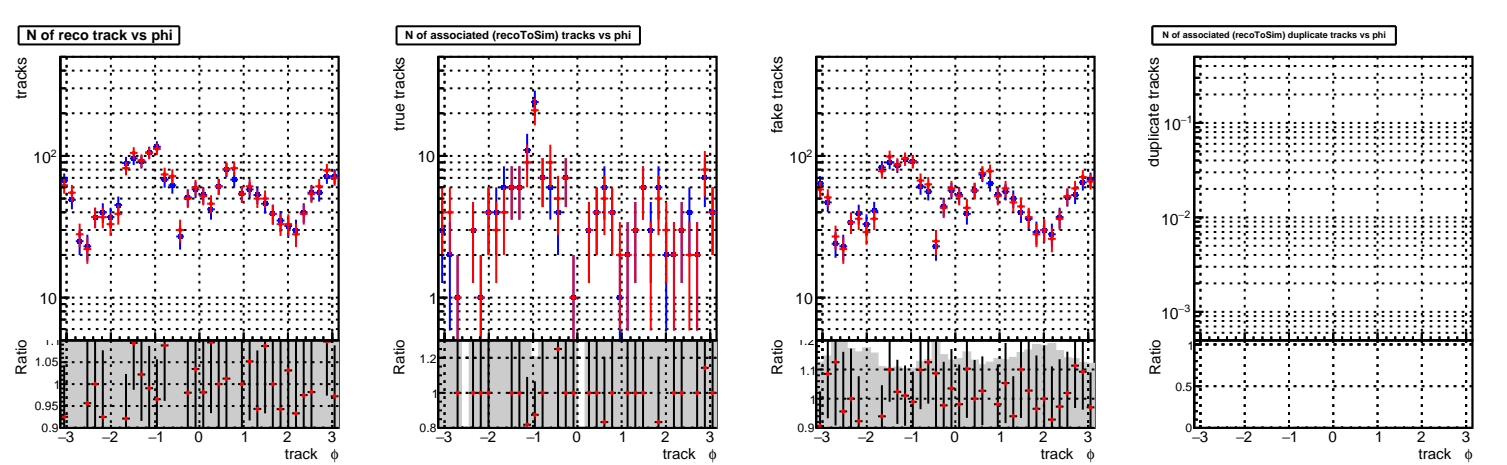 N of reco track vs phi
tracks
10²
10
Ratio
1.1
1.05
1
0.95
0.9
−3 −2 −1 0 1 2 3
track ϕ
N of associated (recoToSim) tracks vs phi
true tracks
10
1
Ratio
1.2
1
0.8
−3 −2 −1 0 1 2 3
track ϕ
fake tracks
10²
10
Ratio
1.2
1.1
1
0.9
−3 −2 −1 0 1 2 3
track ϕ
N of associated (recoToSim) duplicate tracks vs phi
duplicate tracks
10⁻¹
10⁻²
10⁻³
Ratio
1
0.5
0
−3 −2 −1 0 1 2 3
track ϕ